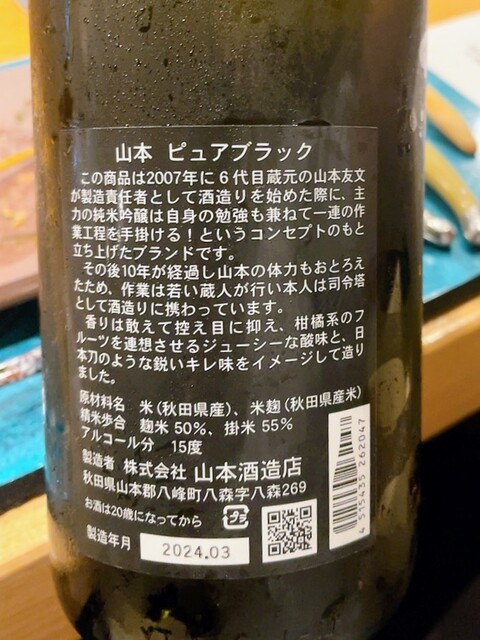 山本 ピュアブラック
この商品は2007年に6代目蔵元の山本友文
が製造責任者として酒造りを始めた際に、主
力の純米吟醸は自身の勉強も兼ねて一連の作
業工程を手掛ける！というコンセプトのもと
立ち上げたブランドです。
その後10年が経過し山本の体力もおとろえ
たため、作業は若い蔵人が行い本人は司令塔
として酒造りに携わっています。
香りは敢えて控え目に抑え、柑橘系のフ
ルーツを連想させるジューシーな酸味と、日
本刀のような鋭いキレ味をイメージして造り
ました。
原材料名 米(秋田県産)、米麹(秋田県産米)
精米歩合 麹米50%、掛米55%
アルコール分 15度
製造者 株式会社 山本酒造店
秋田県山本郡八峰町八森字八森269
お酒は20歳になってから
プラ
製造年月 2024.03
4 515435 262047